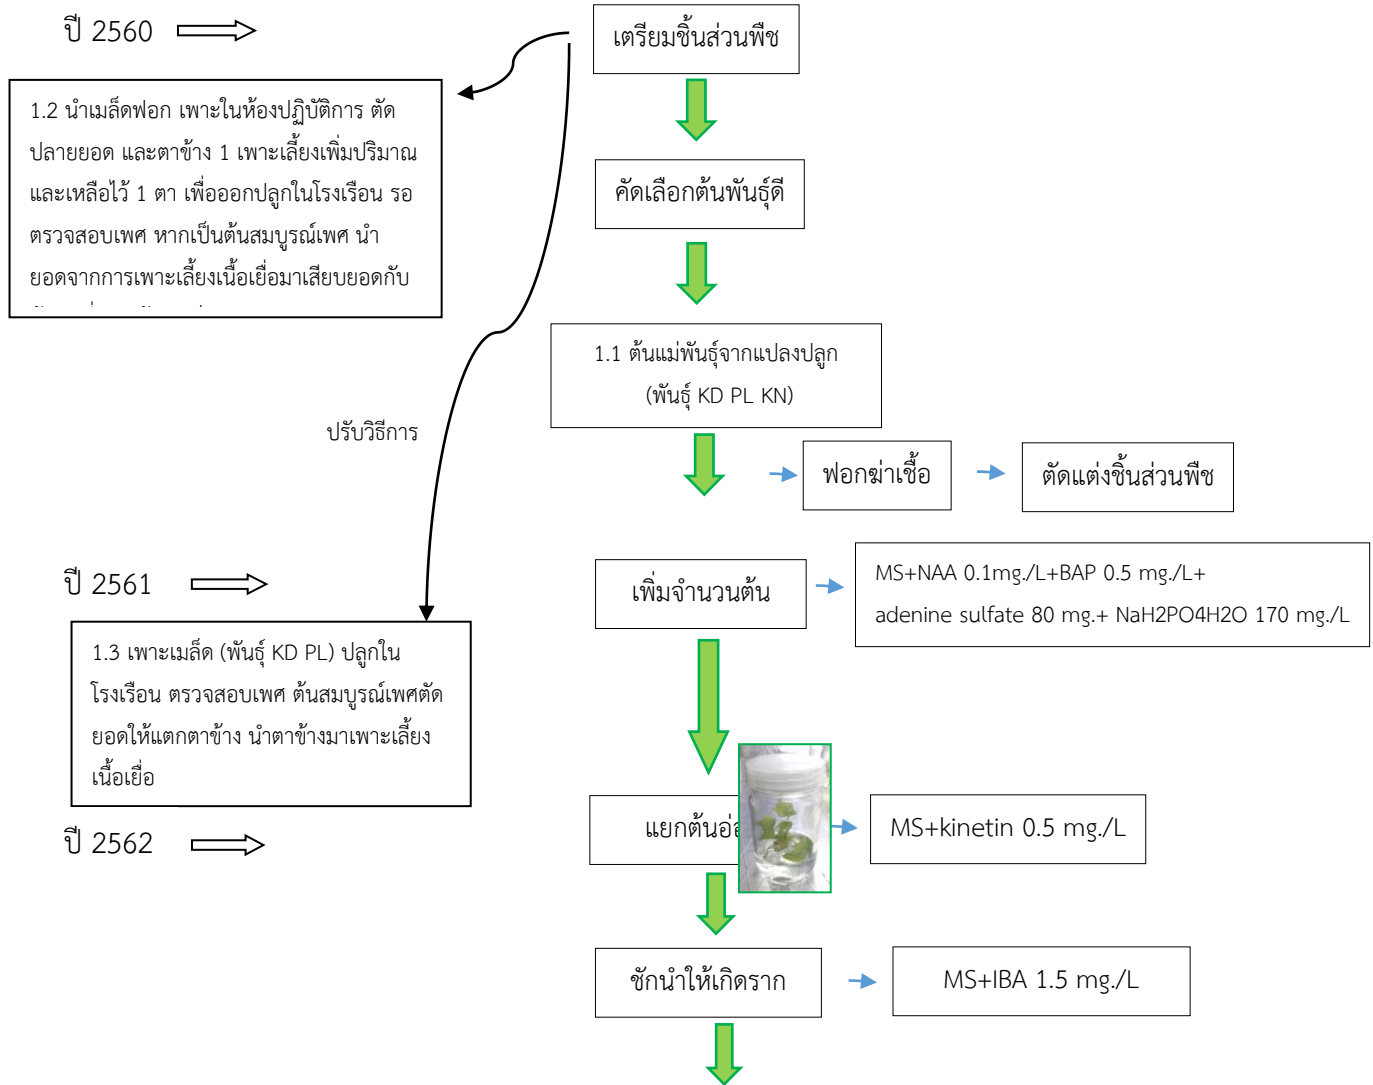 ปี 2560
เตรียมชิ้นส่วนพืช
1.2 นำเมล็ดฟอก เพาะในห้องปฏิบัติการ ตัด
ปลายยอด และตาข้าง 1 เพาะเลี้ยงเพิ่มปริมาณ
และเหลือไว้ 1 ตา เพื่อออกปลูกในโรงเรือน รอ
ตรวจสอบเพศ หากเป็นต้นสมบูรณ์เพศ นำ
ยอดจากการเพาะเลี้ยงเนื้อเยื่อมาเสียบยอดกับ
คัดเลือกต้นพันธุ์ดี
1.1 ต้นแม่พันธุ์จากแปลงปลูก
(พันธุ์ KD PL KN)
ปรับวิธีการ
ฟอกฆ่าเชื้อ
ตัดแต่งชิ้นส่วนพืช
ปี 2561
เพิ่มจำนวนต้น
MS+NAA 0.1mg./L+BAP 0.5 mg./L+
adenine sulfate 80 mg.+ NaH2PO4H2O 170 mg./L
1.3 เพาะเมล็ด (พันธุ์ KD PL) ปลูกใน
โรงเรือน ตรวจสอบเพศ ต้นสมบูรณ์เพศตัด
ยอดให้แตกตาข้าง นำตาข้างมาเพาะเลี้ยง
เนื้อเยื่อ
ปี 2562
แยกต้นอ่
MS+kinetin 0.5 mg./L
ชักนำให้เกิดราก
MS+IBA 1.5 mg./L